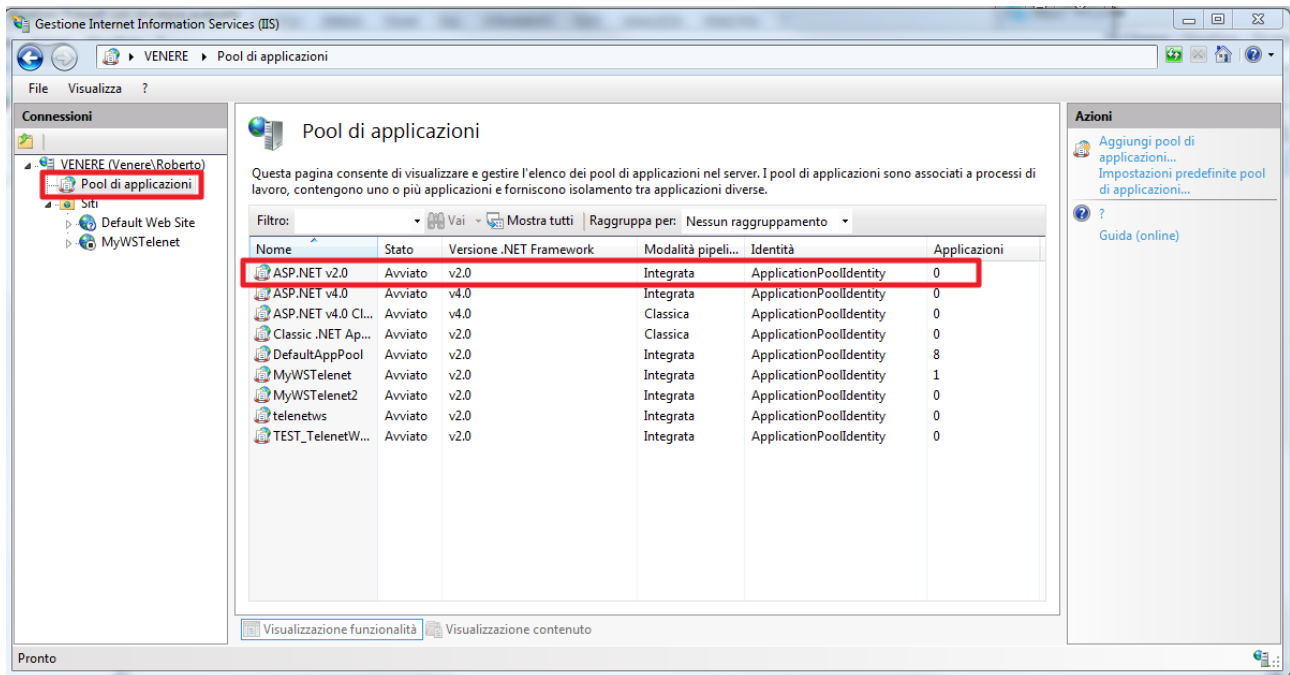 Gestione Internet Information Services (IIS)
VENERE Pool di applicazioni
File Visualizza ?
Connessioni
VENERE (Venere\Roberto)
Pool di applicazioni
Siti
Default Web Site
MyWSTelenet
Pool di applicazioni
Questa pagina consente di visualizzare e gestire l'elenco dei pool di applicazioni nel server. I pool di applicazioni sono associati a processi di
lavoro, contengono uno o più applicazioni e forniscono isolamento tra applicazioni diverse.
Filtro: Vai Mostra tutti Raggruppa per: Nessun raggruppamento
Nome Stato Versione .NET Framework Modalità pipeli... Identità Applicazioni
ASP.NET v2.0 Avviato v2.0 Integrata ApplicationPoolIdentity 0
ASP.NET v4.0 Avviato v4.0 Integrata ApplicationPoolIdentity 0
ASP.NET v4.0 Cl... Avviato v4.0 Classica ApplicationPoolIdentity 0
Classic .NET Ap... Avviato v2.0 Classica ApplicationPoolIdentity 0
DefaultAppPool Avviato v2.0 Integrata ApplicationPoolIdentity 8
MyWSTelenet Avviato v2.0 Integrata ApplicationPoolIdentity 1
MyWSTelenet2 Avviato v2.0 Integrata ApplicationPoolIdentity 0
telenetws Avviato v2.0 Integrata ApplicationPoolIdentity 0
TEST_TelenetW... Avviato v2.0 Integrata ApplicationPoolIdentity 0
Visualizzazione funzionalità Visualizzazione contenuto
Azioni
Aggiungi pool di
applicazioni...
Impostazioni predefinite pool
di applicazioni...
?
Guida (online)
Pronto